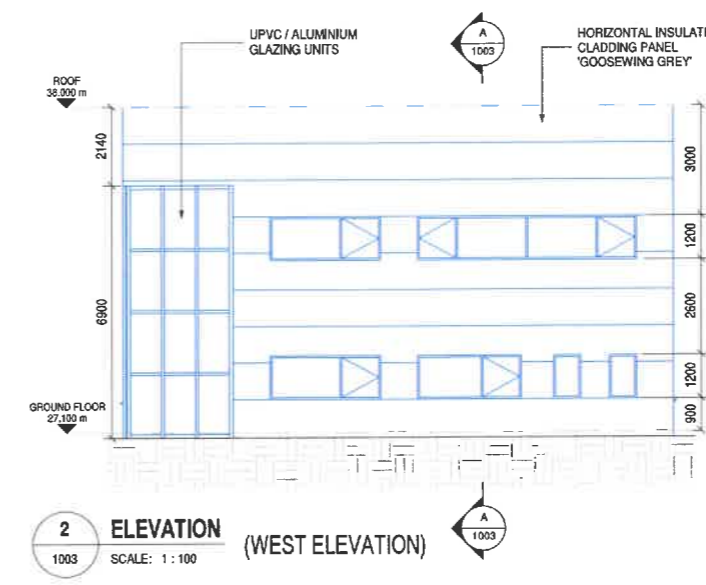 UPVC / ALUMINIUM
GLAZING UNITS
A
1003
HORIZONTAL INSULATI
CLADDING PANEL
'GOOSEWING GREY'
ROOF
38.000 m
2140
3000
1200
6900
2600
1200
GROUND FLOOR
27.100 m
900
2
1003
ELEVATION
SCALE: 1 : 100
(WEST ELEVATION)
A
1003